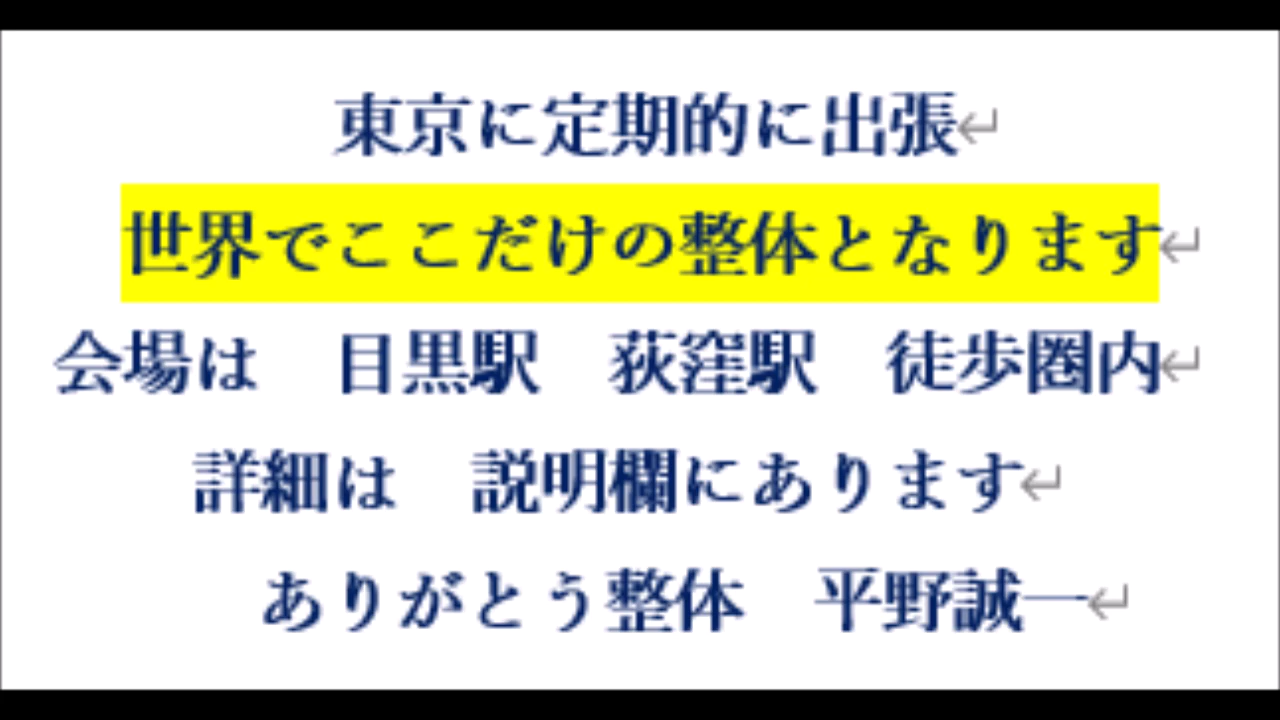 東京に定期的に出張
世界でここだけの整体となります
会場は　目黒駅　荻窪駅　徒歩圏内
詳細は　説明欄にあります
ありがとう整体　平野誠一